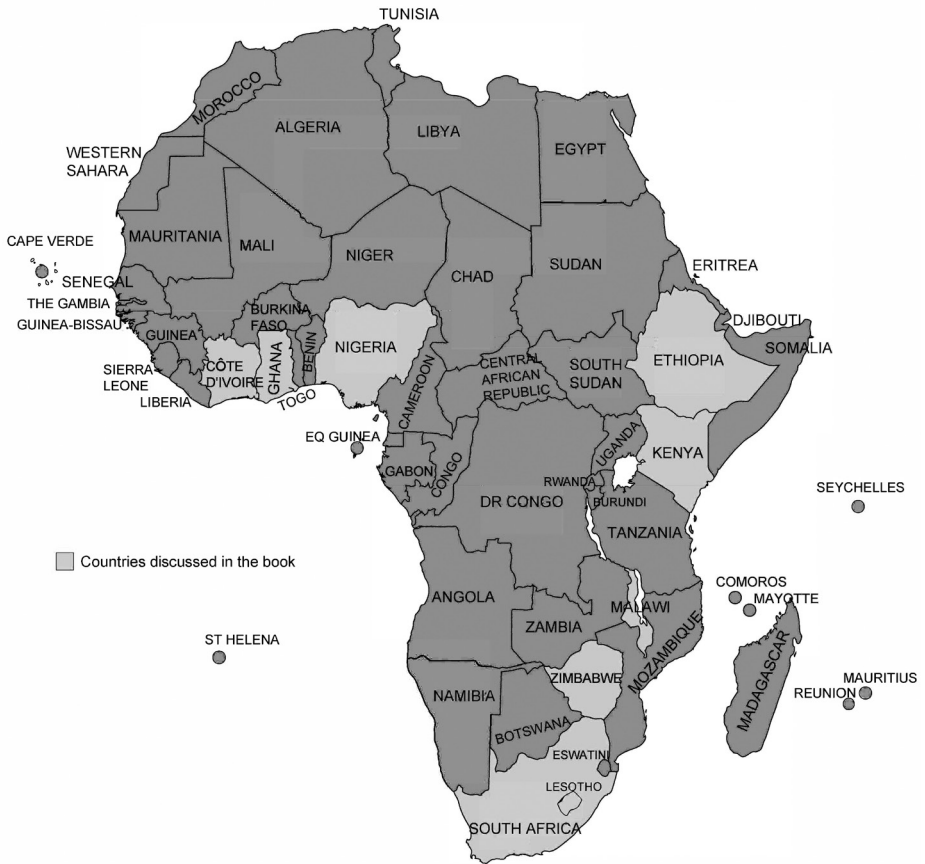 TUNISIA
MOROCCO
ALGERIA
LIBYA
EGYPT
WESTERN
SAHARA
MAURITANIA
MALI
NIGER
CHAD
SUDAN
ERITREA
CAPE VERDE
SENEGAL
THE GAMBIA
GUINEA-BISSAU
GUINEA
BURKINA
FASO
BENIN
NIGERIA
DJIBOUTI
SOMALIA
ETHIOPIA
SIERRA
LEONE
LIBERIA
CÔTE
D'IVOIRE
GHANA
TOGO
CAMEROON
CENTRAL
AFRICAN
REPUBLIC
SOUTH
SUDAN
EQ GUINEA
GABON
CONGO
DR CONGO
UGANDA
KENYA
RWANDA
BURUNDI
TANZANIA
SEYCHELLES
Countries discussed in the book
ANGOLA
ZAMBIA
MALAWI
MOZAMBIQUE
COMOROS
MAYOTTE
ST HELENA
NAMIBIA
BOTSWANA
ZIMBABWE
MADAGASCAR
MAURITIUS
REUNION
ESWATINI
LESOTHO
SOUTH AFRICA